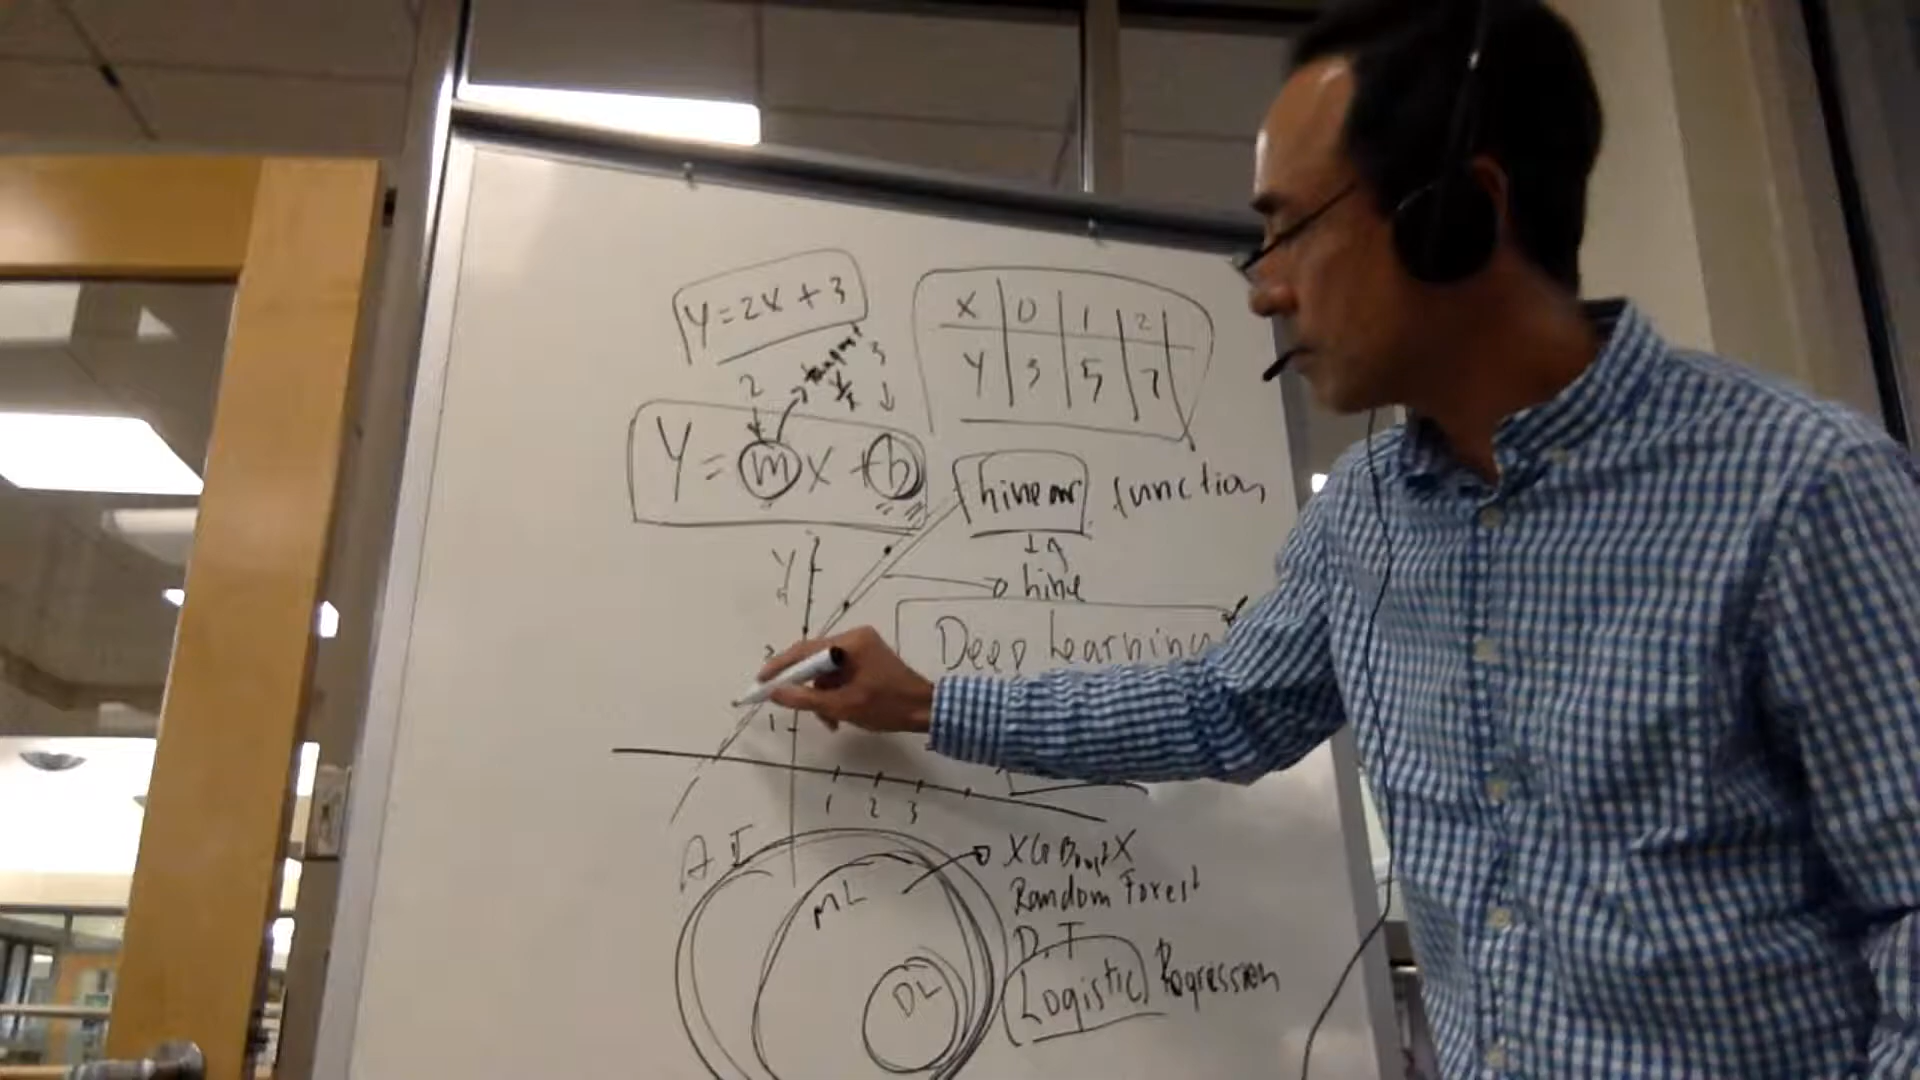 Y=2X+3
X 0 1 2
Y 3 5 7
2 3
Y=mX+b
Linear function
Y
Line
Deep Learning
1
1 2 3
AI
ML
DL
XGBoost X
Random Forest
D.T
Logistic Regression